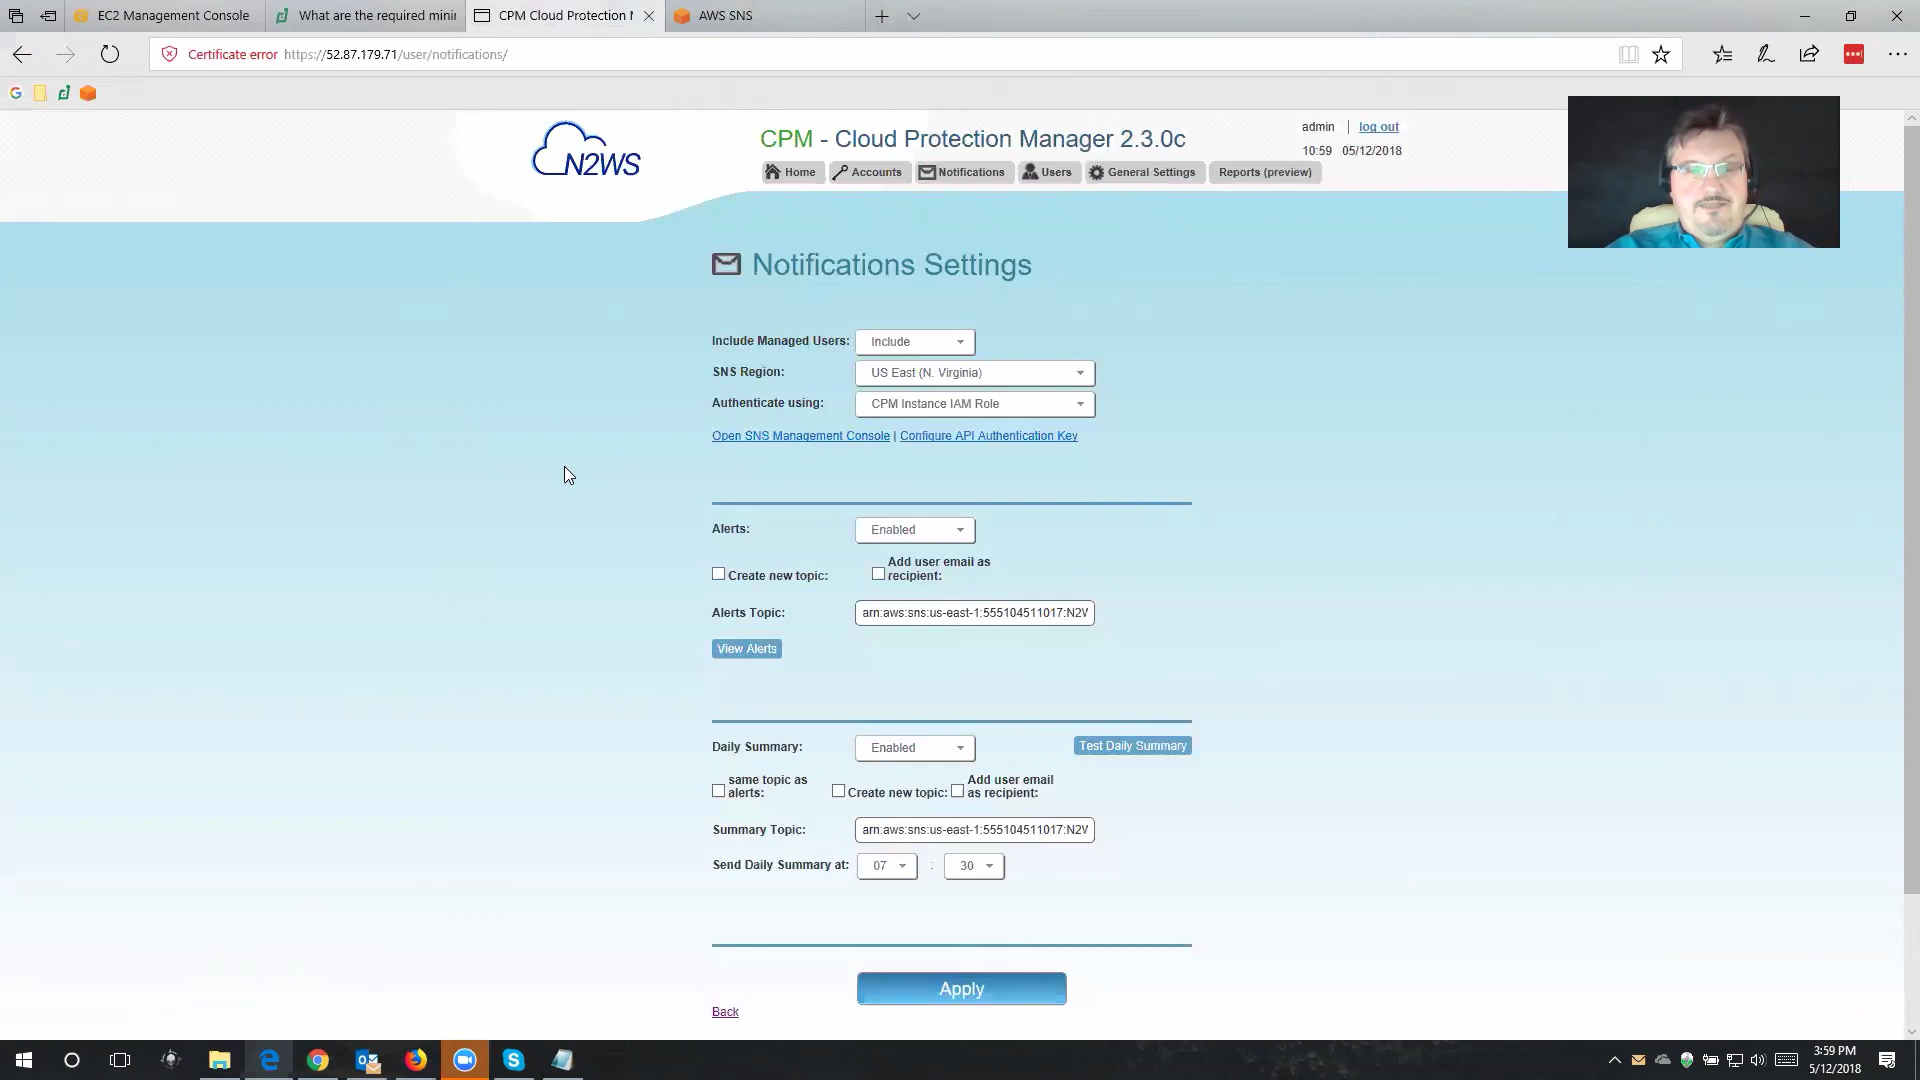 EC2 Management Console
What are the required mini
CPM Cloud Protection M
AWS SNS
Certificate error https://52.87.179.71/user/notifications/
N2WS
CPM - Cloud Protection Manager 2.3.0c
admin | log out
10:59 05/12/2018
Home Accounts Notifications Users General Settings Reports (preview)
Notifications Settings
Include Managed Users: Include
SNS Region: US East (N. Virginia)
Authenticate using: CPM Instance IAM Role
Open SNS Management Console | Configure API Authentication Key
Alerts: Enabled
Create new topic: Add user email as recipient:
Alerts Topic: arn:aws:sns:us-east-1:555104511017:N2W
View Alerts
Daily Summary: Enabled Test Daily Summary
same topic as alerts: Create new topic: Add user email as recipient:
Summary Topic: arn:aws:sns:us-east-1:555104511017:N2W
Send Daily Summary at: 07 : 30
Apply
Back
3:59 PM
5/12/2018